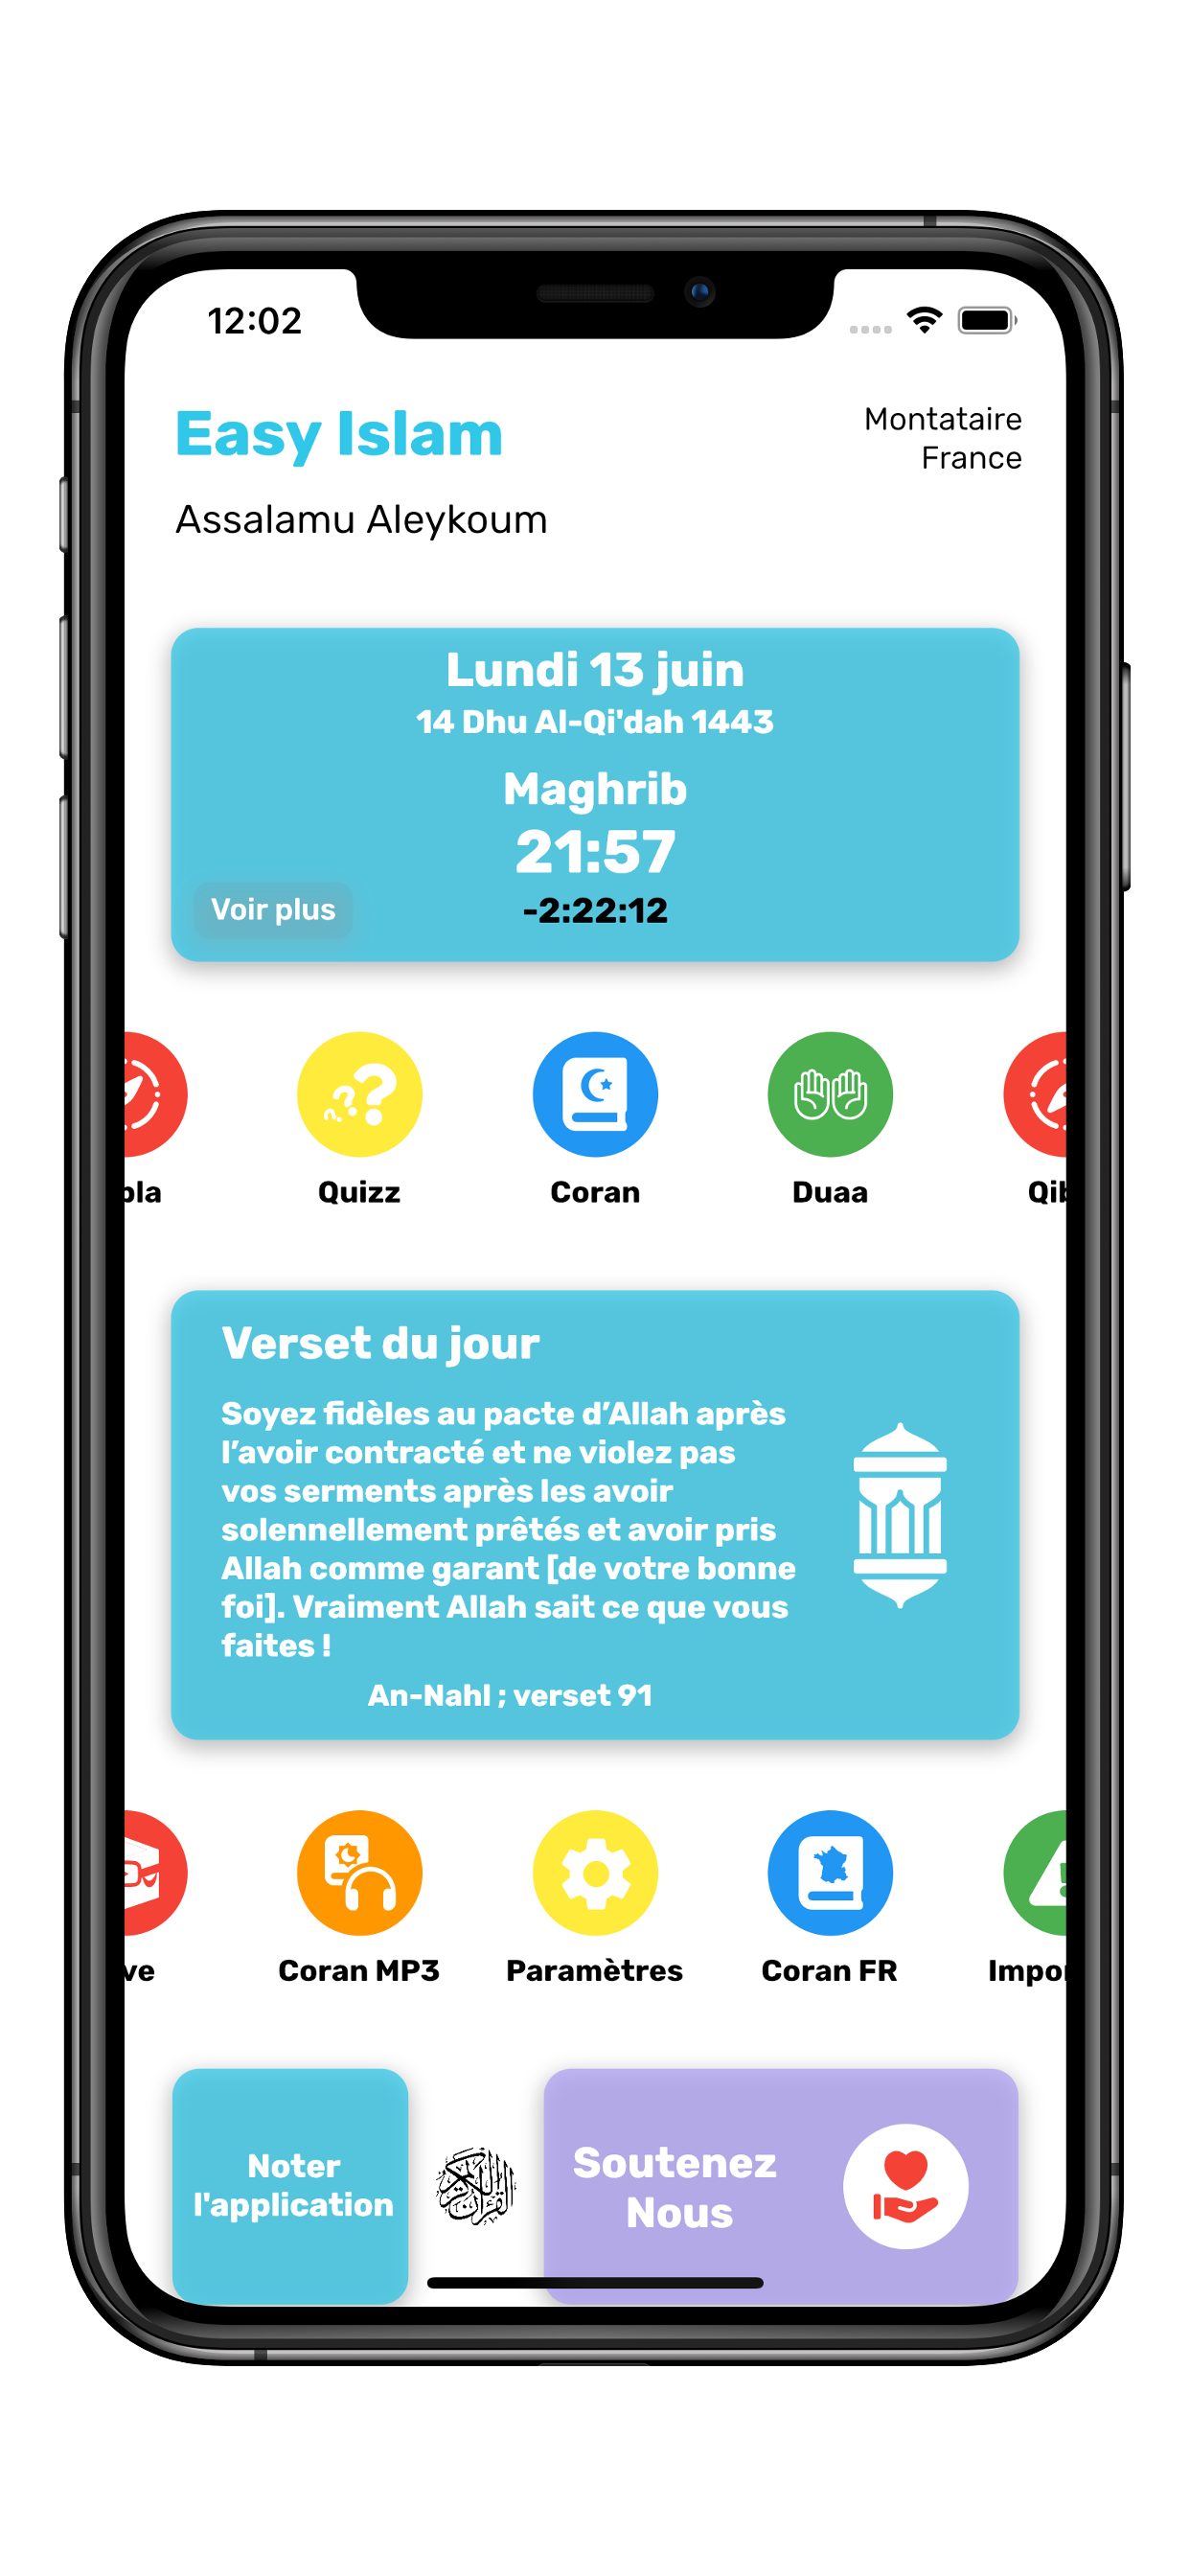 12:02
Easy Islam
Montataire
France
Assalamu Aleykoum
Lundi 13 juin
14 Dhu Al-Qi'dah 1443
Maghrib
21:57
-2:22:12
Voir plus
Quizz
Coran
Duaa
Verset du jour
Soyez fidèles au pacte d’Allah après
l’avoir contracté et ne violez pas
vos serments après les avoir
solennellement prêtés et avoir pris
Allah comme garant [de votre bonne
foi]. Vraiment Allah sait ce que vous
faites !
An-Nahl ; verset 91
Coran MP3
Paramètres
Coran FR
Noter
l'application
القرآن الكريم
Soutenez
Nous